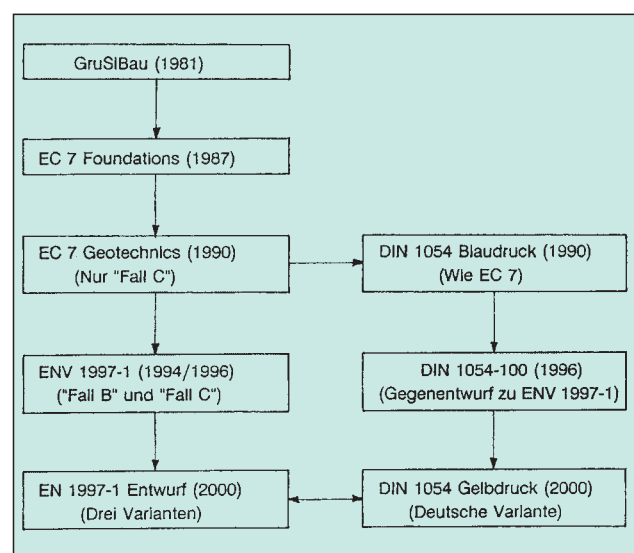 GruSIBau (1981)
EC 7 Foundations (1987)
EC 7 Geotechnics (1990)
(Nur "Fall C")
DIN 1054 Blaudruck (1990)
(Wie EC 7)
ENV 1997-1 (1994/1996)
("Fall B" und "Fall C")
DIN 1054-100 (1996)
(Gegenentwurf zu ENV 1997-1)
EN 1997-1 Entwurf (2000)
(Drei Varianten)
DIN 1054 Gelbdruck (2000)
(Deutsche Variante)